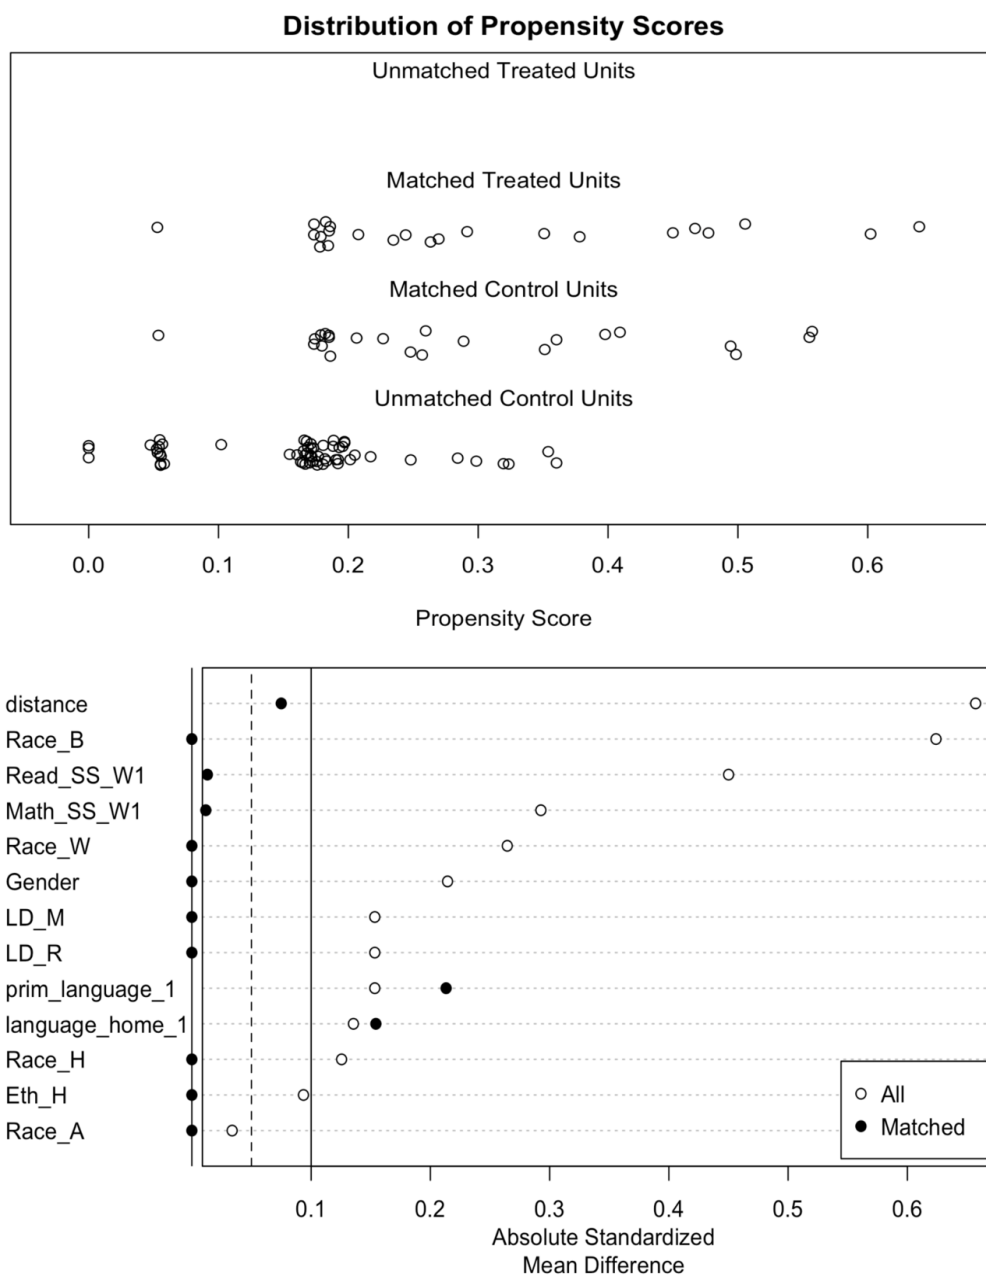 Distribution of Propensity Scores
Unmatched Treated Units
Matched Treated Units
Matched Control Units
Unmatched Control Units
0.0 0.1 0.2 0.3 0.4 0.5 0.6
Propensity Score
distance
Race_B
Read_SS_W1
Math_SS_W1
Race_W
Gender
LD_M
LD_R
prim_language_1
language_home_1
Race_H
Eth_H
Race_A
All
Matched
0.1 0.2 0.3 0.4 0.5 0.6
Absolute Standardized
Mean Difference